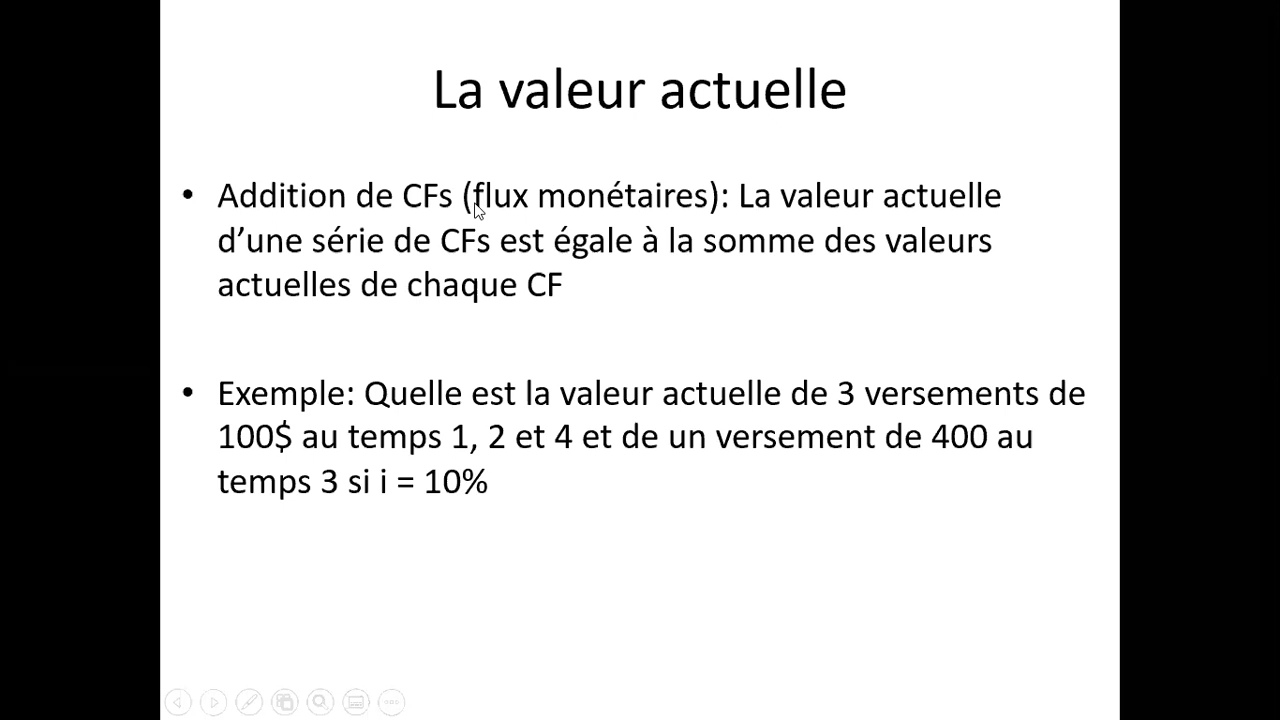 La valeur actuelle
• Addition de CFs (flux monétaires): La valeur actuelle
d’une série de CFs est égale à la somme des valeurs
actuelles de chaque CF
• Exemple: Quelle est la valeur actuelle de 3 versements de
100$ au temps 1, 2 et 4 et de un versement de 400 au
temps 3 si i = 10%